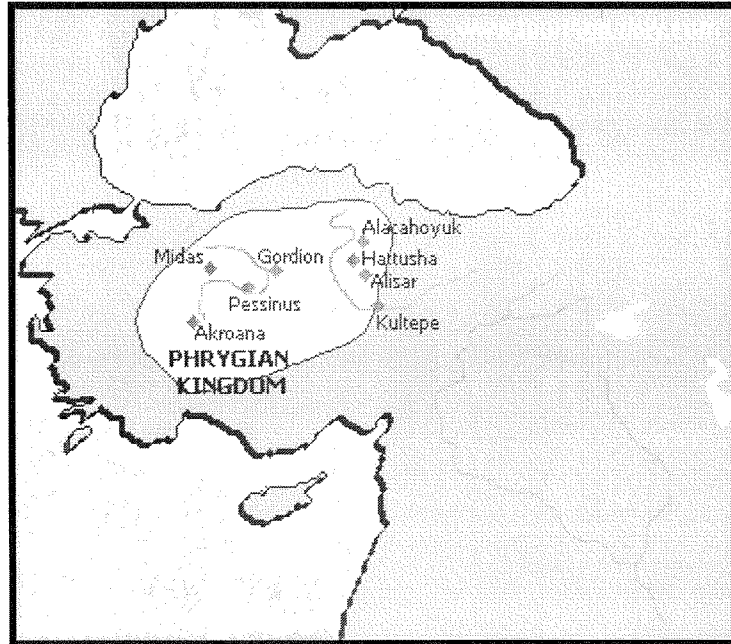 Alacahoyuk
Midas
Gordion
Hattusha
Alisar
Pessinus
Kultepe
Akroana
PHRYGIAN
KINGDOM